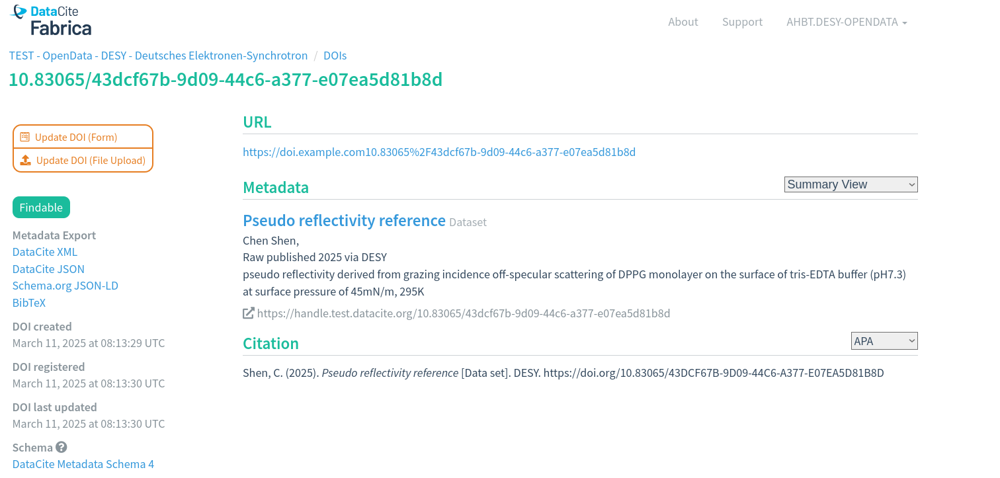 DataCite
Fabrica
About
Support
AHBT.DESY-OPENDATA
TEST - OpenData - DESY - Deutsches Elektronen-Synchrotron / DOIs
10.83065/43dcf67b-9d09-44c6-a377-e07ea5d81b8d
Update DOI (Form)
Update DOI (File Upload)
Findable
Metadata Export
DataCite XML
DataCite JSON
Schema.org JSON-LD
BibTeX
DOI created
March 11, 2025 at 08:13:29 UTC
DOI registered
March 11, 2025 at 08:13:30 UTC
DOI last updated
March 11, 2025 at 08:13:30 UTC
Schema ?
DataCite Metadata Schema 4
URL
https://doi.example.com10.83065%2F43dcf67b-9d09-44c6-a377-e07ea5d81b8d
Metadata
Summary View
Pseudo reflectivity reference Dataset
Chen Shen,
Raw published 2025 via DESY
pseudo reflectivity derived from grazing incidence off-specular scattering of DPPG monolayer on the surface of tris-EDTA buffer (pH7.3)
at surface pressure of 45mN/m, 295K
https://handle.test.datacite.org/10.83065/43dcf67b-9d09-44c6-a377-e07ea5d81b8d
Citation
APA
Shen, C. (2025). Pseudo reflectivity reference [Data set]. DESY. https://doi.org/10.83065/43DCF67B-9D09-44C6-A377-E07EA5D81B8D